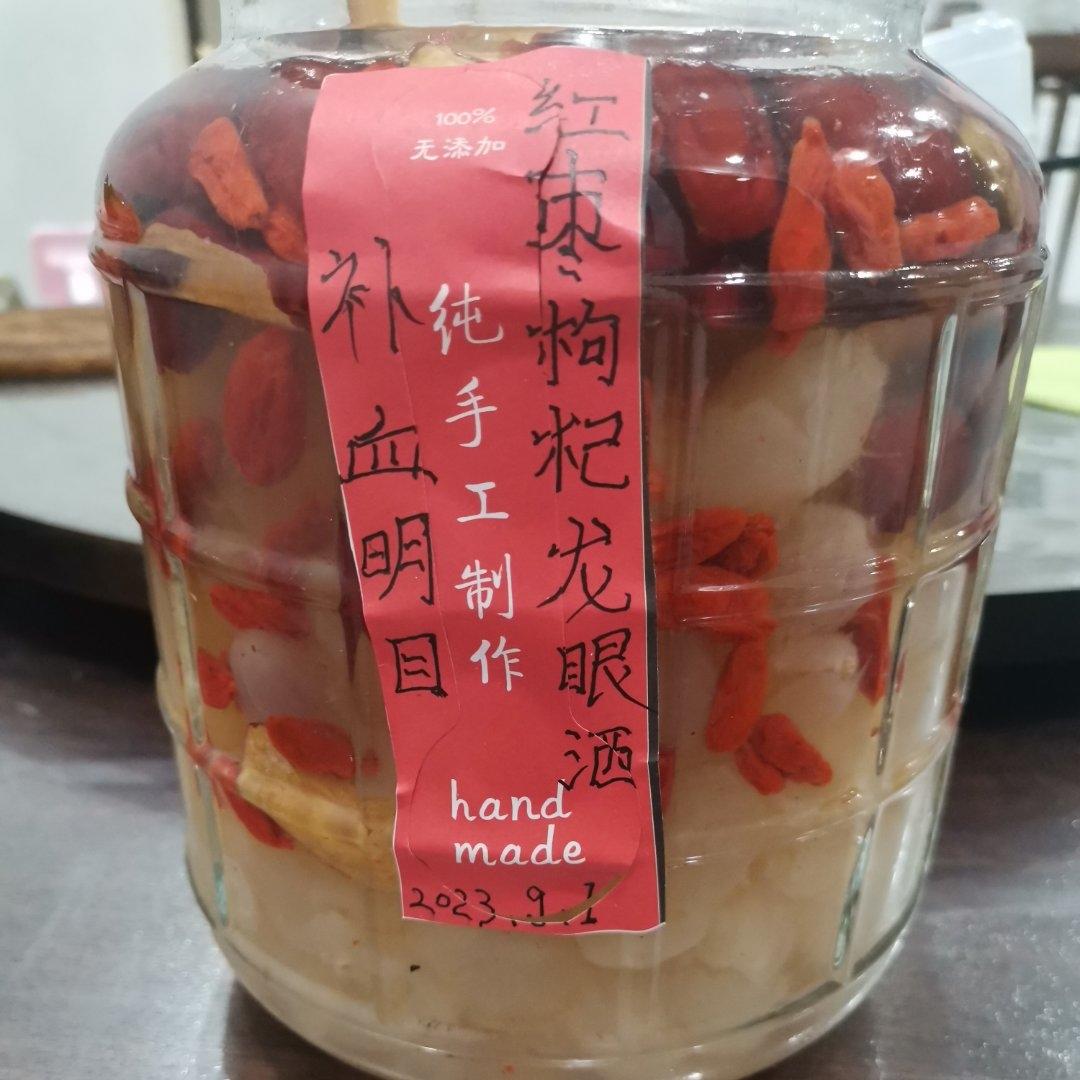 100%
无添加
红枣枸杞龙眼酒
纯手工制作
补血明目
hand
made
2023.9.1